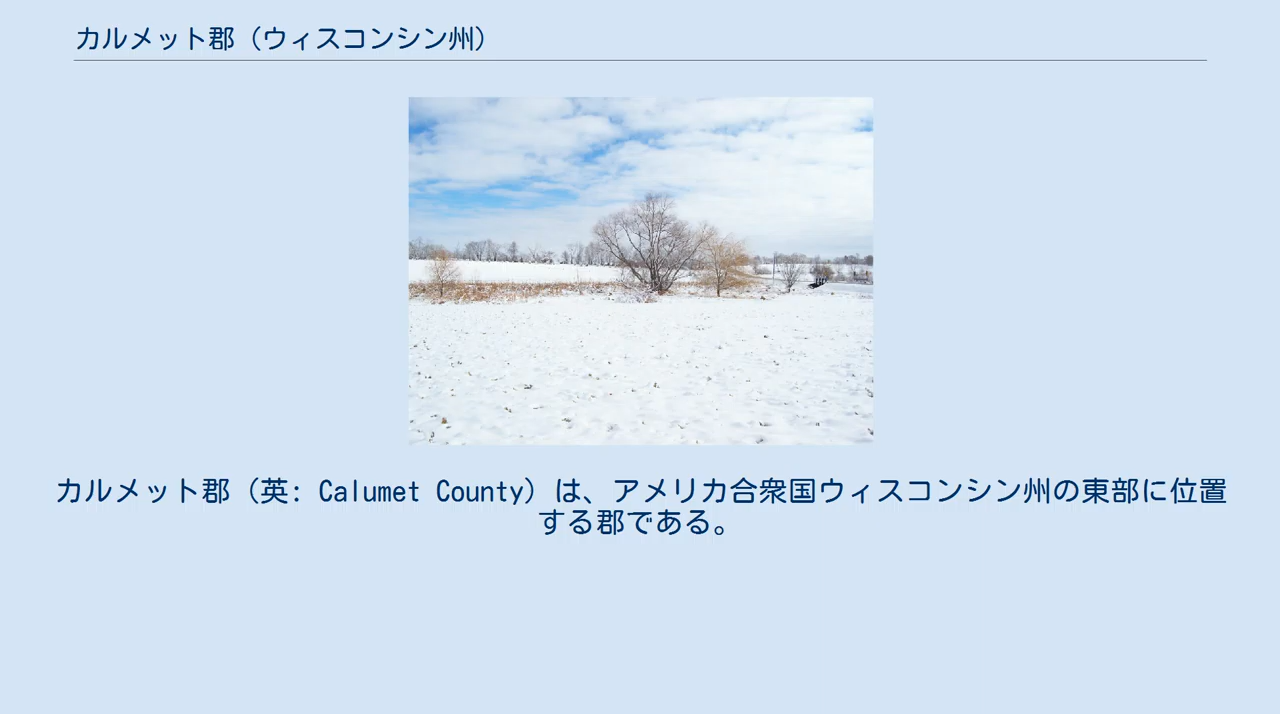 カルメット郡（ウィスコンシン州）
カルメット郡（英: Calumet County）は、アメリカ合衆国ウィスコンシン州の東部に位置
する郡である。